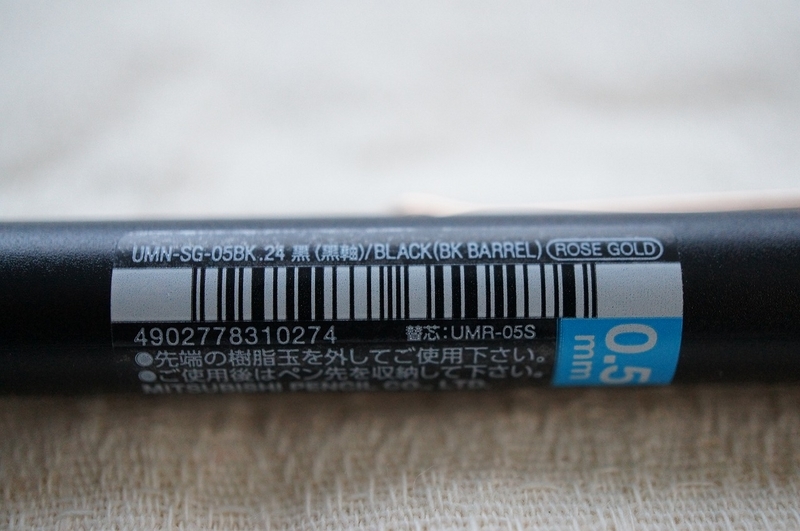 UMN-SG-05BK.24 黒(黒軸)/BLACK(BK BARREL) ROSE GOLD
4902778310274 替芯:UMR-05S
●先端の樹脂玉を外してご使用下さい。
●ご使用後はペン先を収納して下さい。
MITSUBISHI PENCIL CO., LTD.
0.5
mm